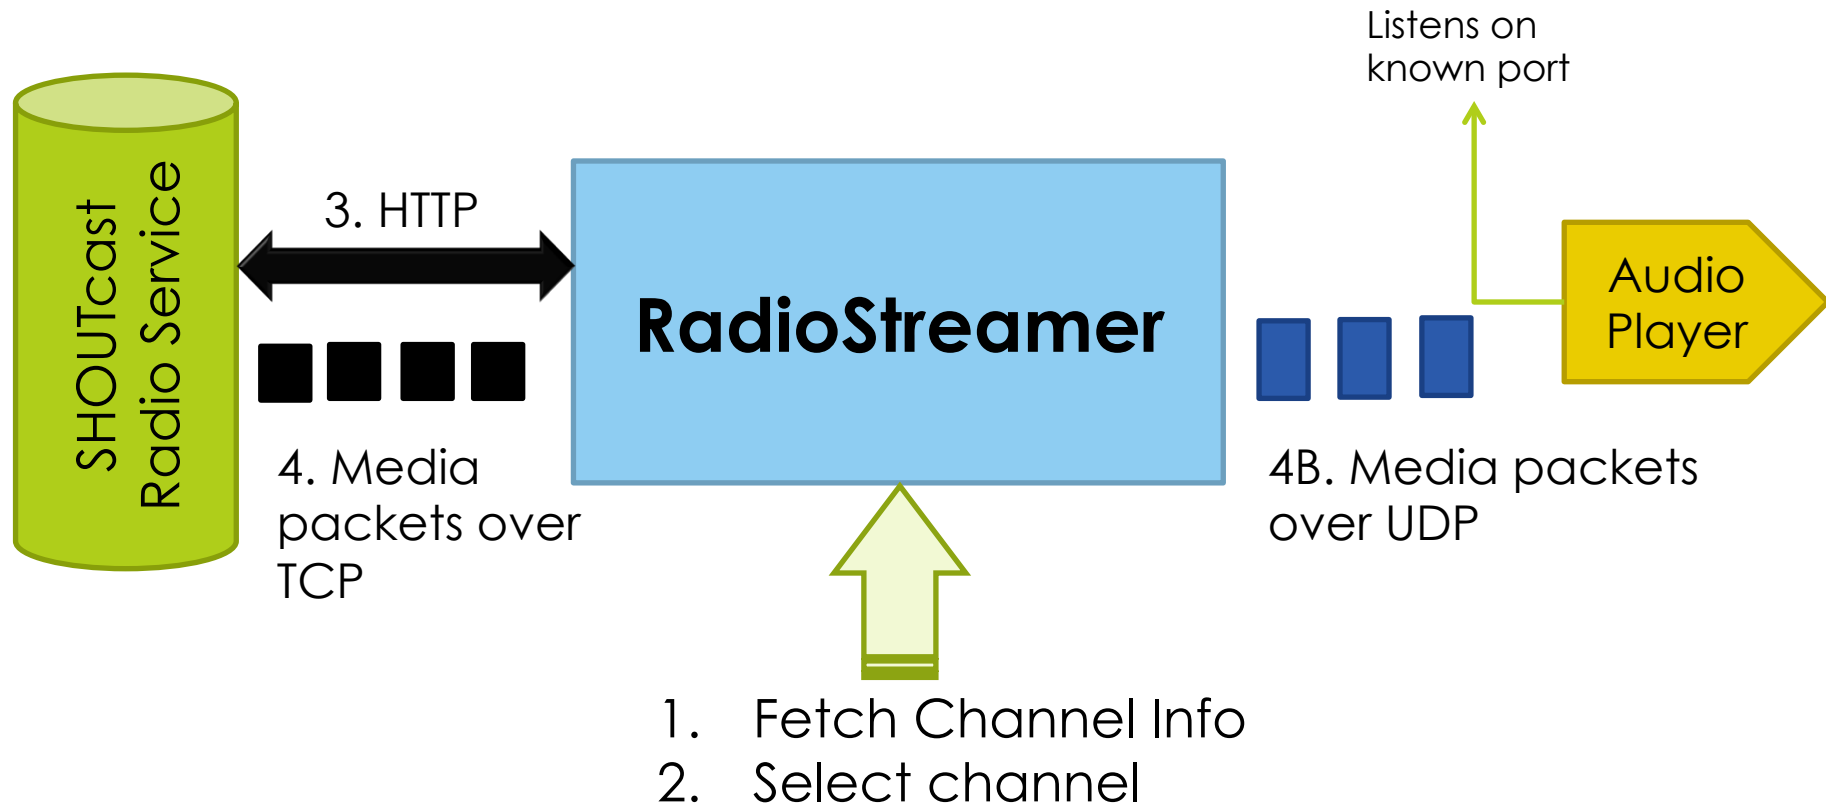 Listens on
known port
SHOUTcast
Radio Service
3. HTTP
RadioStreamer
Audio
Player
4. Media
packets over
TCP
4B. Media packets
over UDP
1. Fetch Channel Info
2. Select channel